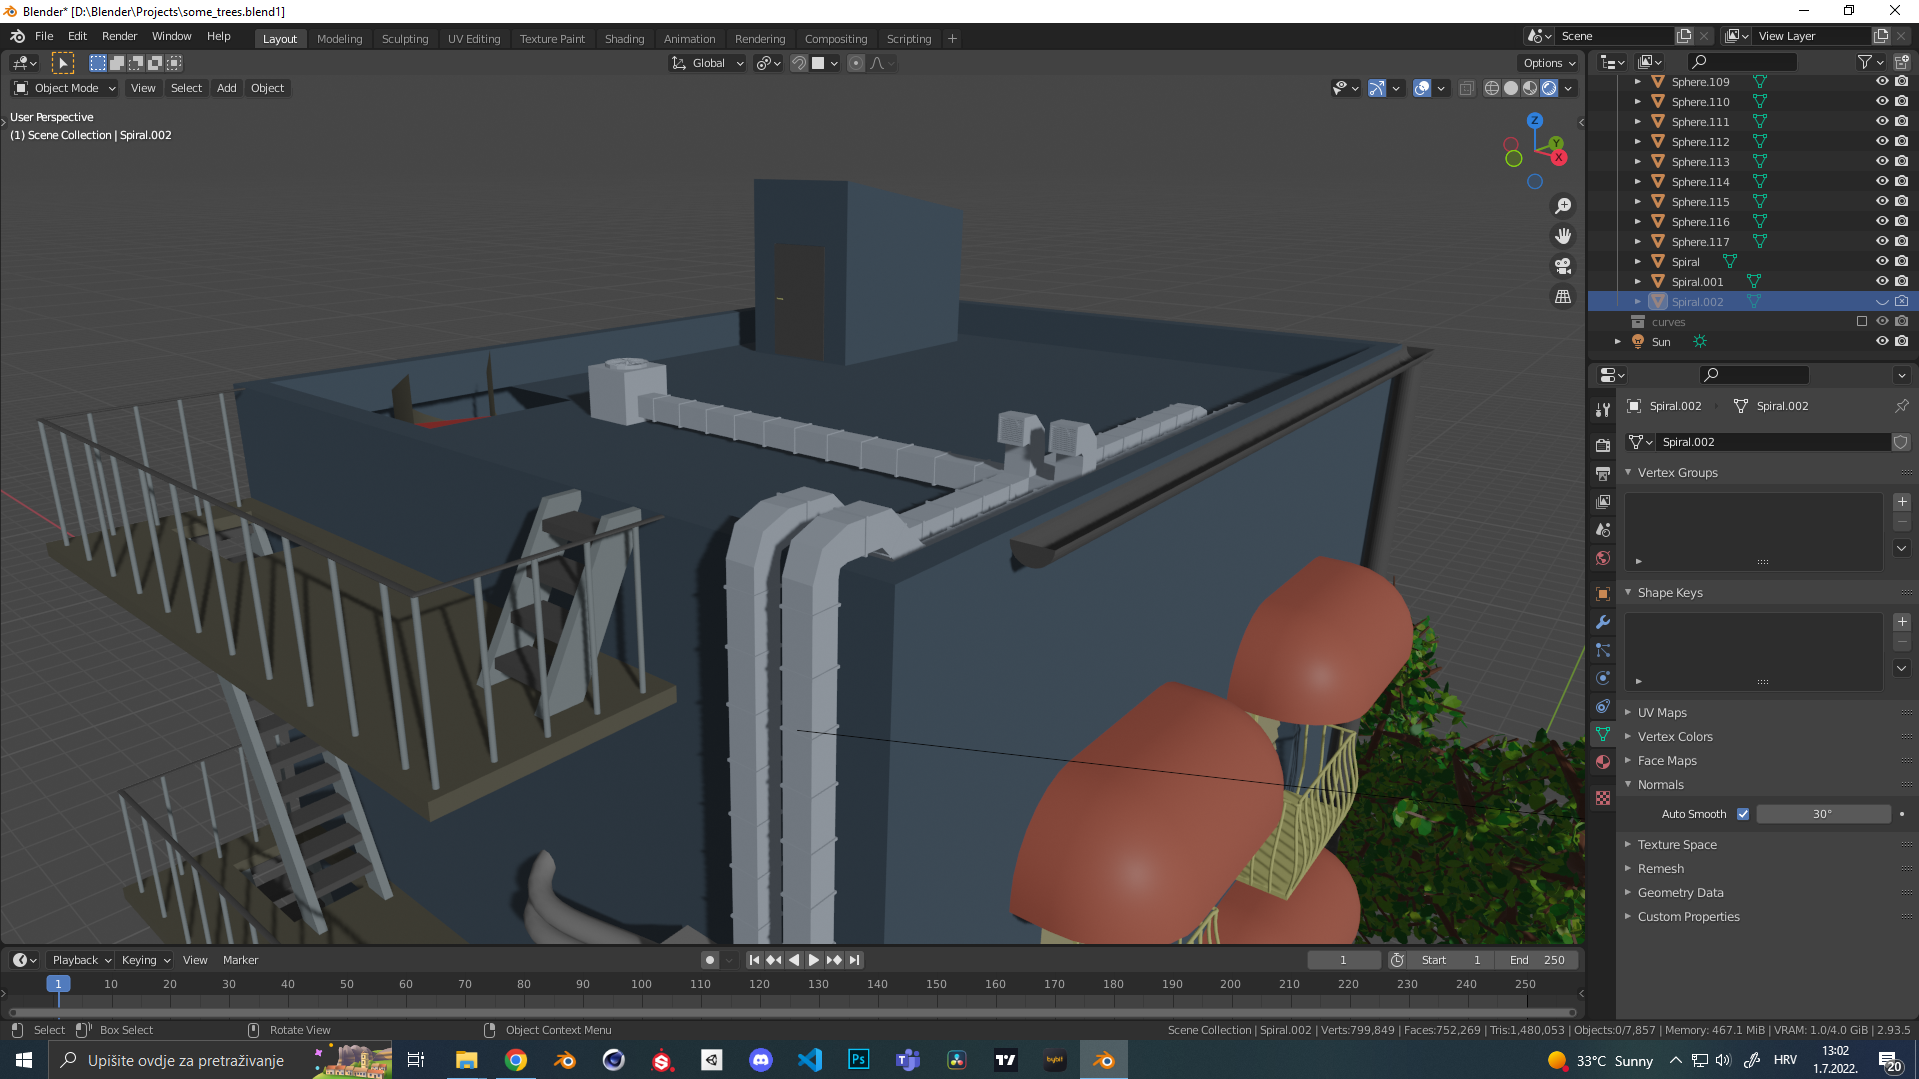 Blender* [D:\Blender\Projects\some_trees.blend1]
File Edit Render Window Help
Layout Modeling Sculpting UV Editing Texture Paint Shading Animation Rendering Compositing Scripting +
Scene
View Layer
Global
Options
Object Mode View Select Add Object
User Perspective
(1) Scene Collection | Spiral.002
Z
Y
X
Sphere.109
Sphere.110
Sphere.111
Sphere.112
Sphere.113
Sphere.114
Sphere.115
Sphere.116
Sphere.117
Spiral
Spiral.001
Spiral.002
curves
Sun
Spiral.002 Spiral.002
Spiral.002
Vertex Groups
Shape Keys
UV Maps
Vertex Colors
Face Maps
Normals
Auto Smooth 30°
Texture Space
Remesh
Geometry Data
Custom Properties
Playback Keying View Marker
1 Start 1 End 250
1 10 20 30 40 50 60 70 80 90 100 110 120 130 140 150 160 170 180 190 200 210 220 230 240 250
Select Box Select Rotate View Object Context Menu
Scene Collection | Spiral.002 | Verts:799,849 | Faces:752,269 | Tris:1,480,053 | Objects:0/7,857 | Memory: 467.1 MiB | VRAM: 1.0/4.0 GiB | 2.93.5
Upišite ovdje za pretraživanje
Ps
bybit
33°C Sunny
HRV
13:02
1.7.2022.
20